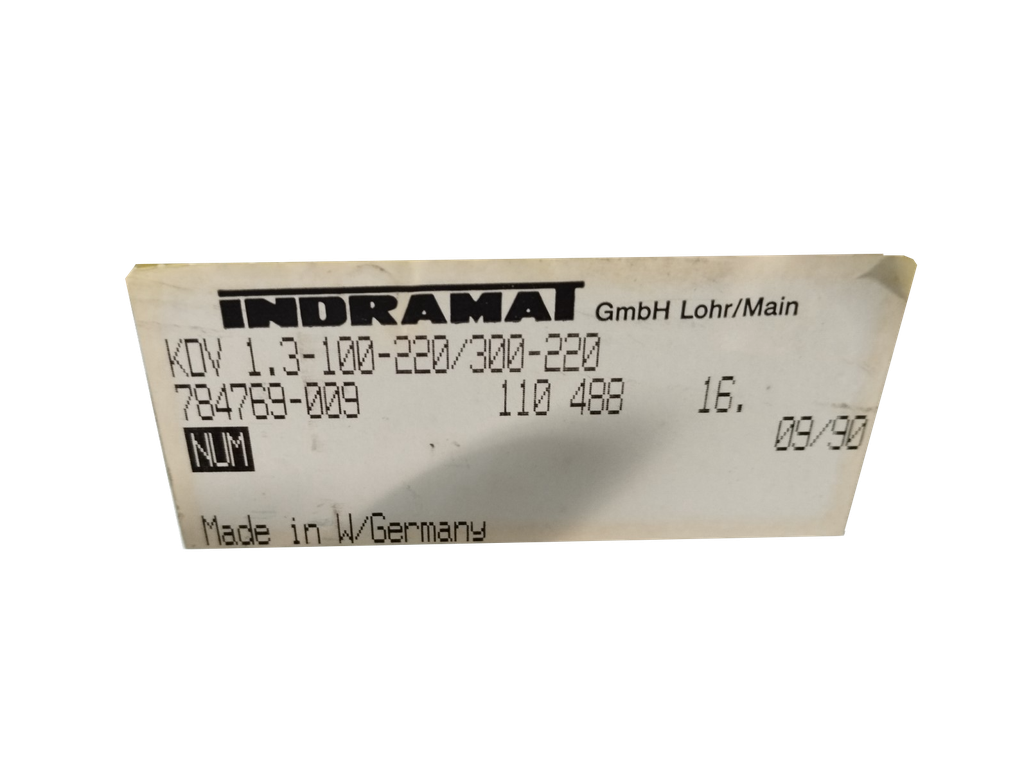 INDRAMAT GmbH Lohr/Main
KDV 1.3-100-220/300-220
784769-009 110 488 16.
09/90
NUM
Made in W/Germany